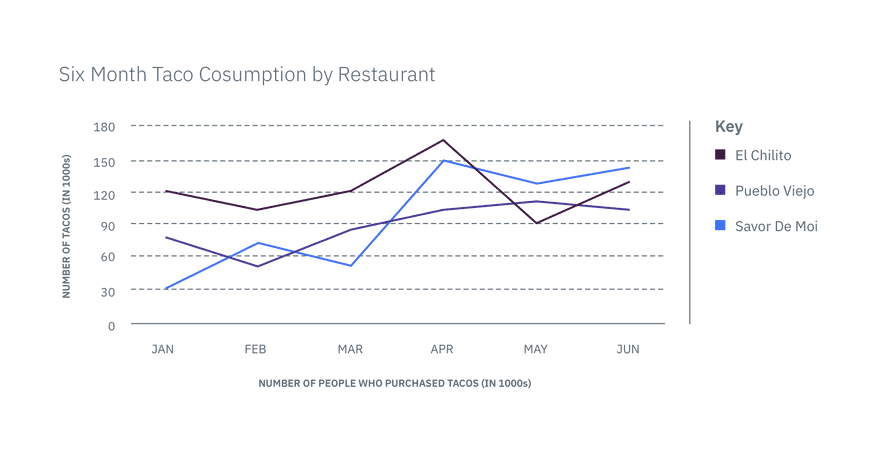 Six Month Taco Cosumption by Restaurant
NUMBER OF TACOS (IN 1000s)
180
150
120
90
60
30
0
JAN FEB MAR APR MAY JUN
NUMBER OF PEOPLE WHO PURCHASED TACOS (IN 1000s)
Key
El Chilito
Pueblo Viejo
Savor De Moi